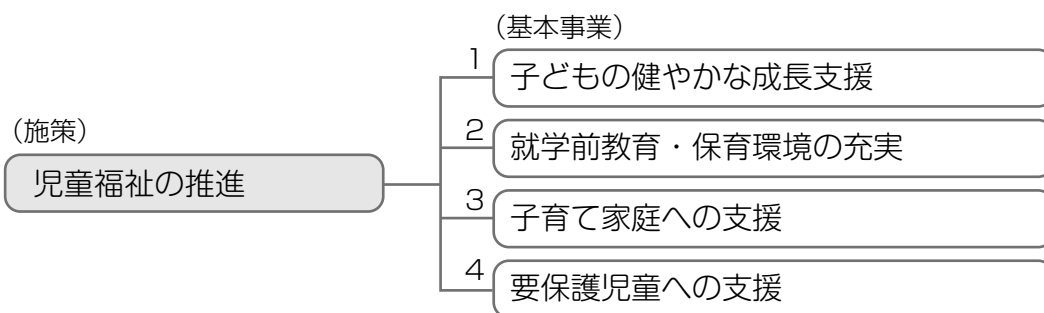 （基本事業）
1 子どもの健やかな成長支援
（施策）
2 就学前教育・保育環境の充実
児童福祉の推進
3 子育て家庭への支援
4 要保護児童への支援